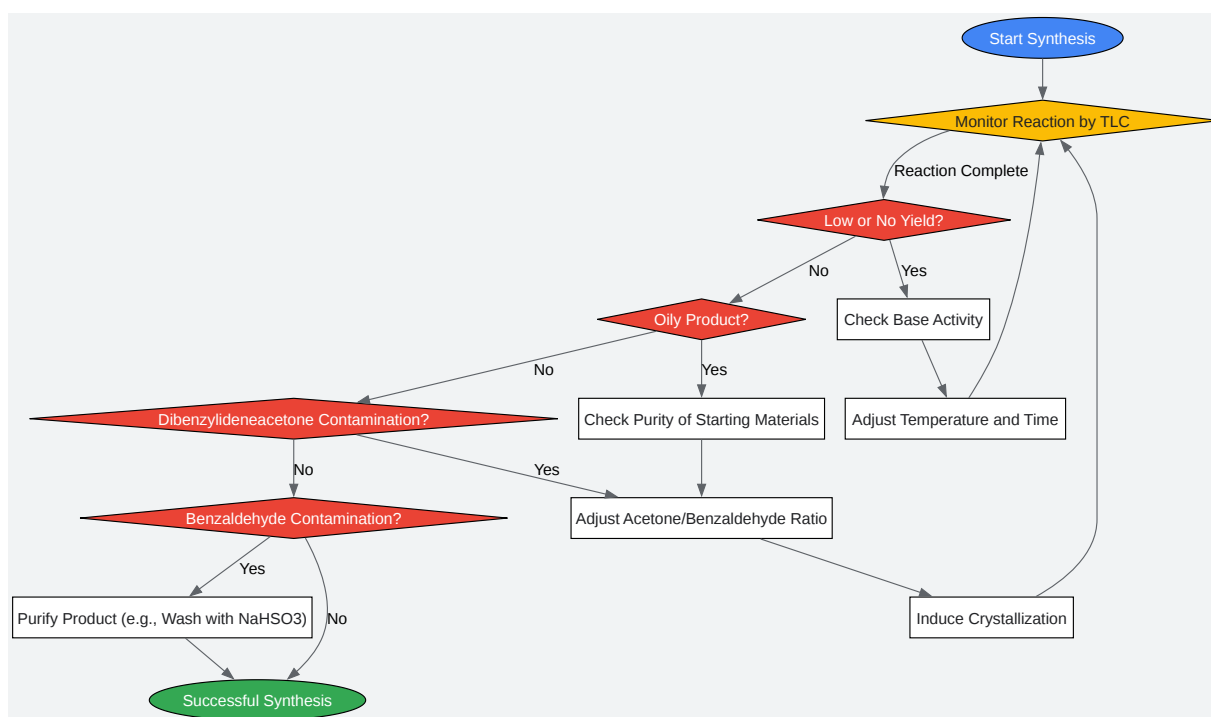 Start Synthesis
Monitor Reaction by TLC
Reaction Complete
Low or No Yield?
No
Yes
Oily Product?
Check Base Activity
No
Yes
Dibenzylideneacetone Contamination?
Check Purity of Starting Materials
Adjust Temperature and Time
No
Yes
Benzaldehyde Contamination?
Adjust Acetone/Benzaldehyde Ratio
Yes
No
Purify Product (e.g., Wash with NaHSO3)
Induce Crystallization
Successful Synthesis